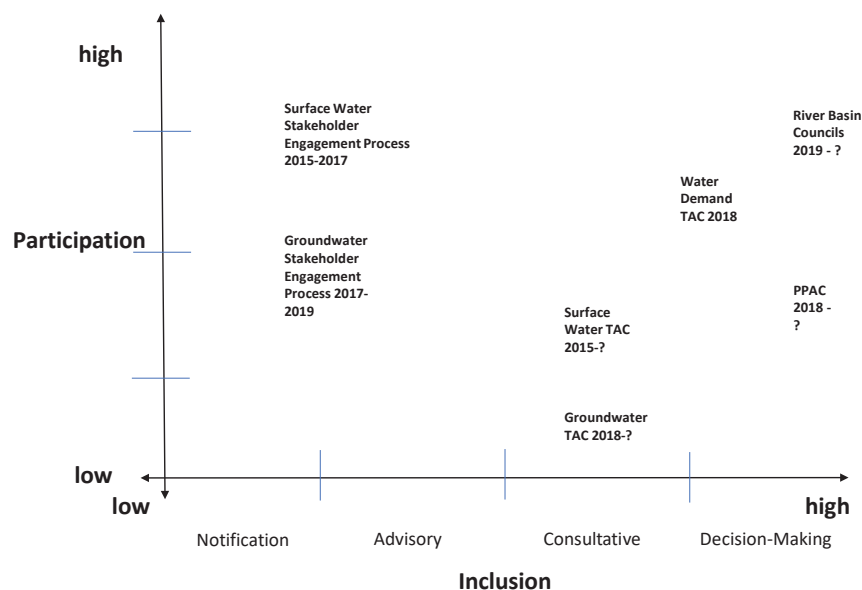 high
Surface Water
Stakeholder
Engagement Process
2015-2017
River Basin
Councils
2019 - ?
Water
Demand
TAC 2018
Participation
Groundwater
Stakeholder
Engagement
Process 2017-
2019
PPAC
2018 -
?
Surface
Water TAC
2015-?
Groundwater
TAC 2018-?
low
low
high
Notification
Advisory
Consultative
Decision-Making
Inclusion